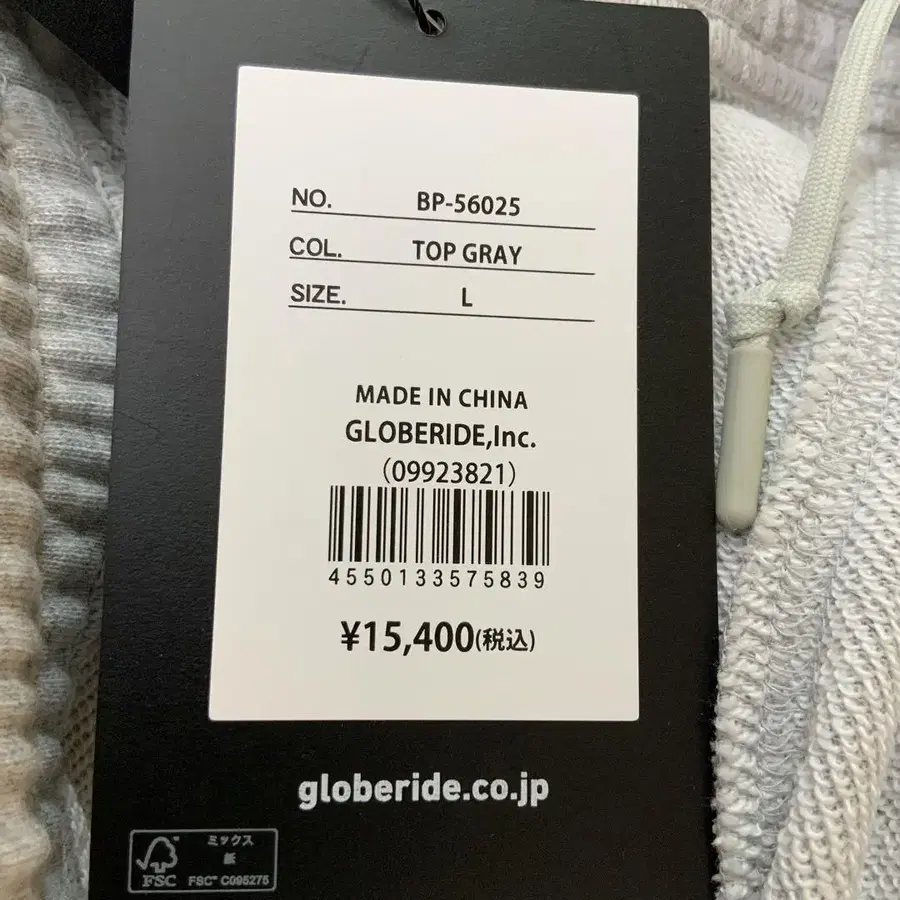 NO. BP-56025
COL. TOP GRAY
SIZE. L
MADE IN CHINA
GLOBERIDE,Inc.
(09923821)
4550133575839
¥15,400(税込)
globeride.co.jp
ミックス
紙
FSC™ C095275
FSC